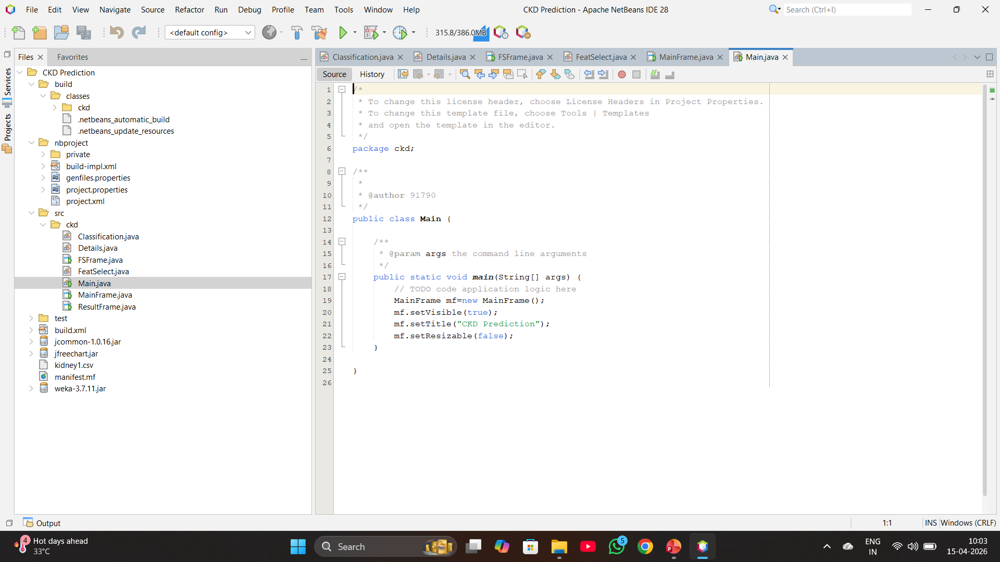 File Edit View Navigate Source Refactor Run Debug Profile Team Tools Window Help
CKD Prediction - Apache NetBeans IDE 28
Search (Ctrl+I)
<default config>
315.8/386.0MB
Files
Favorites
Services
Projects
CKD Prediction
build
classes
ckd
.netbeans_automatic_build
.netbeans_update_resources
nbproject
private
build-impl.xml
genfiles.properties
project.properties
project.xml
src
ckd
Classification.java
Details.java
FSFrame.java
FeatSelect.java
Main.java
MainFrame.java
ResultFrame.java
test
build.xml
jcommon-1.0.16.jar
jfreechart.jar
kidney1.csv
manifest.mf
weka-3.7.11.jar
Classification.java Details.java FSFrame.java FeatSelect.java MainFrame.java Main.java
Source History
1 /*
2 * To change this license header, choose License Headers in Project Properties.
3 * To change this template file, choose Tools | Templates
4 * and open the template in the editor.
5 */
6 package ckd;
7
8 /**
9 *
10 * @author 91790
11 */
12 public class Main {
13
14 /**
15 * @param args the command line arguments
16 */
17 public static void main(String[] args) {
18 // TODO code application logic here
19 MainFrame mf=new MainFrame();
20 mf.setVisible(true);
21 mf.setTitle("CKD Prediction");
22 mf.setResizable(false);
23 }
24
25 }
26
Output
1:1
INS
Windows (CRLF)
4
Hot days ahead
33°C
Search
5
ENG
IN
10:03
15-04-2026